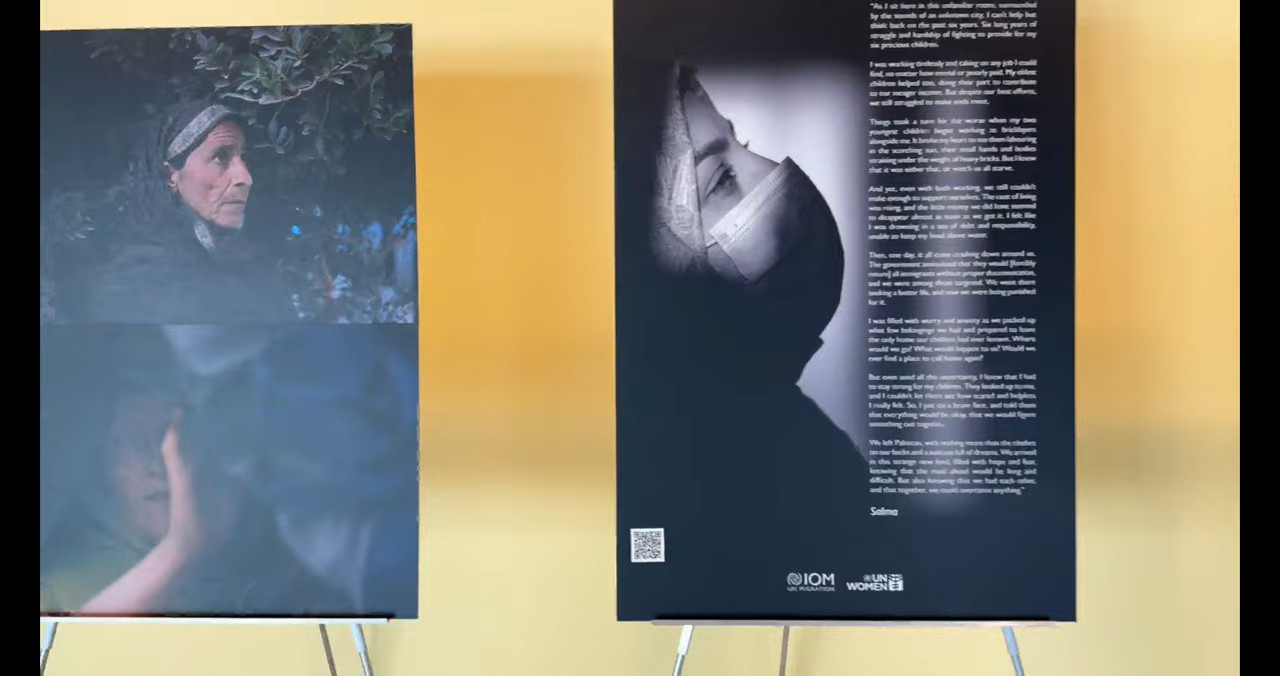 "As I sit here in this unfamiliar room, surrounded
by the sounds of an unknown city, I can't help but
think back on the past six years. Six long years of
struggle and hardship of fighting to provide for my
six precious children.
I was working tirelessly and taking on any job I could
find, no matter how menial or poorly paid. My eldest
children helped too, doing their part to contribute
to our meager income. But despite our best efforts,
we still struggled to make ends meet.
Things took a turn for the worse when my two
youngest children began working as bricklayers
alongside me. It broke my heart to see them labouring
in the scorching sun, their small hands and bodies
straining under the weight of heavy bricks. But I knew
that it was either that, or watch us all starve.
And yet, even with both working, we still couldn't
make enough to support ourselves. The cost of living
was rising, and the little money we did have seemed
to disappear almost as soon as we got it. I felt like
I was drowning in a sea of debt and responsibility,
unable to keep my head above water.
Then, one day, it all came crashing down around us.
The government announced that they would [forcibly
return] all immigrants without proper documentation,
and we were among those targeted. We went there
seeking a better life, and now we were being punished
for it.
I was filled with worry and anxiety as we packed up
what few belongings we had and prepared to leave
the only home our children had ever known. Where
would we go? What would happen to us? Would we
ever find a place to call home again?
But even amid all this uncertainty, I knew that I had
to stay strong for my children. They looked up to me,
and I couldn't let them see how scared and helpless
I really felt. So, I put on a brave face, and told them
that everything would be okay, that we would figure
something out together.
We left Pakistan, with nothing more than the clothes
on our backs and a suitcase full of dreams. We arrived
in this strange new land, filled with hope and fear,
knowing that the road ahead would be long and
difficult. But also knowing that we had each other,
and that together, we could overcome anything."
Salma
IOM
UN MIGRATION
UN
WOMEN